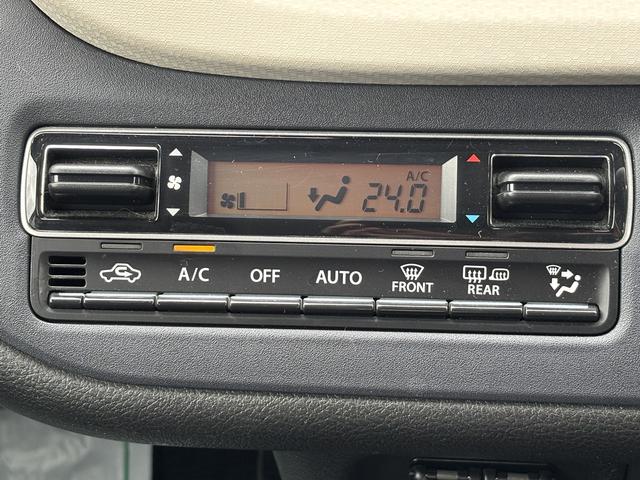 A/C
24.0
A/C OFF AUTO FRONT REAR